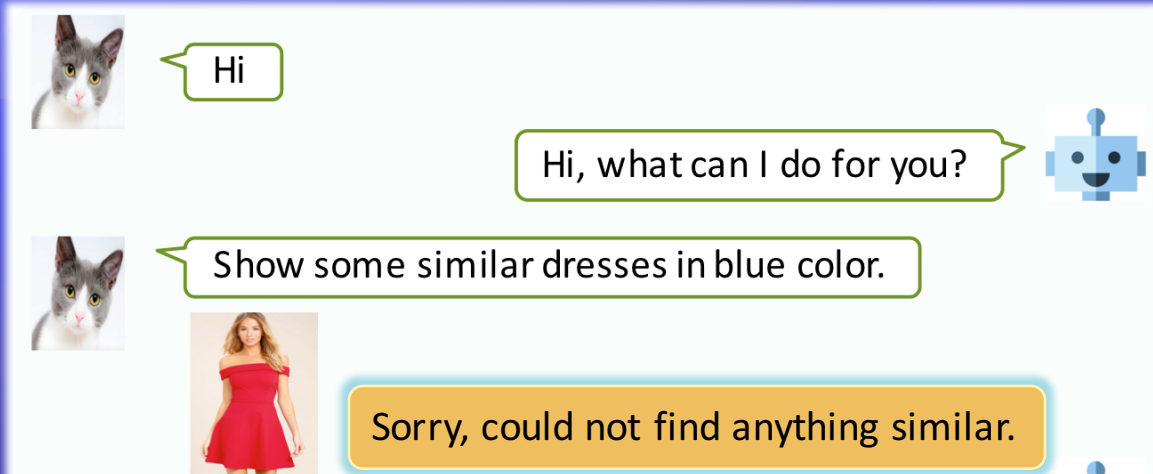 Hi
Hi, what can I do for you?
Show some similar dresses in blue color.
Sorry, could not find anything similar.